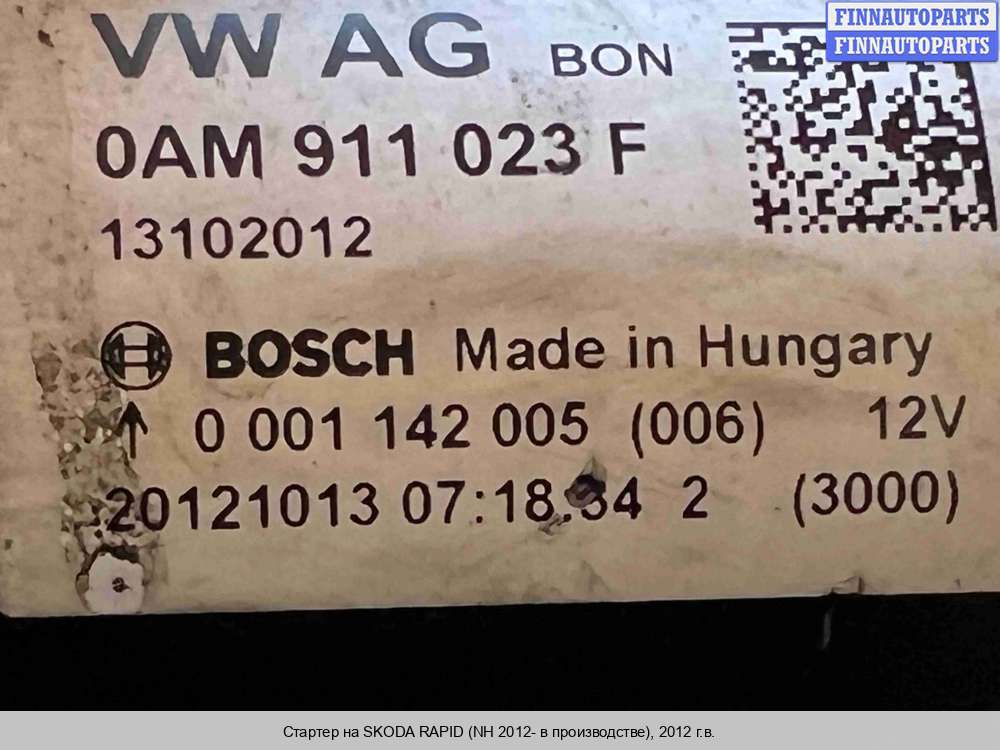 FINNAUTOPARTS
FINNAUTOPARTS
VW AG BON
0AM 911 023 F
13102012
BOSCH Made in Hungary
↑ 0 001 142 005 (006) 12V
20121013 07:18:34 2 (3000)
Стартер на SKODA RAPID (NH 2012- в производстве), 2012 г.в.